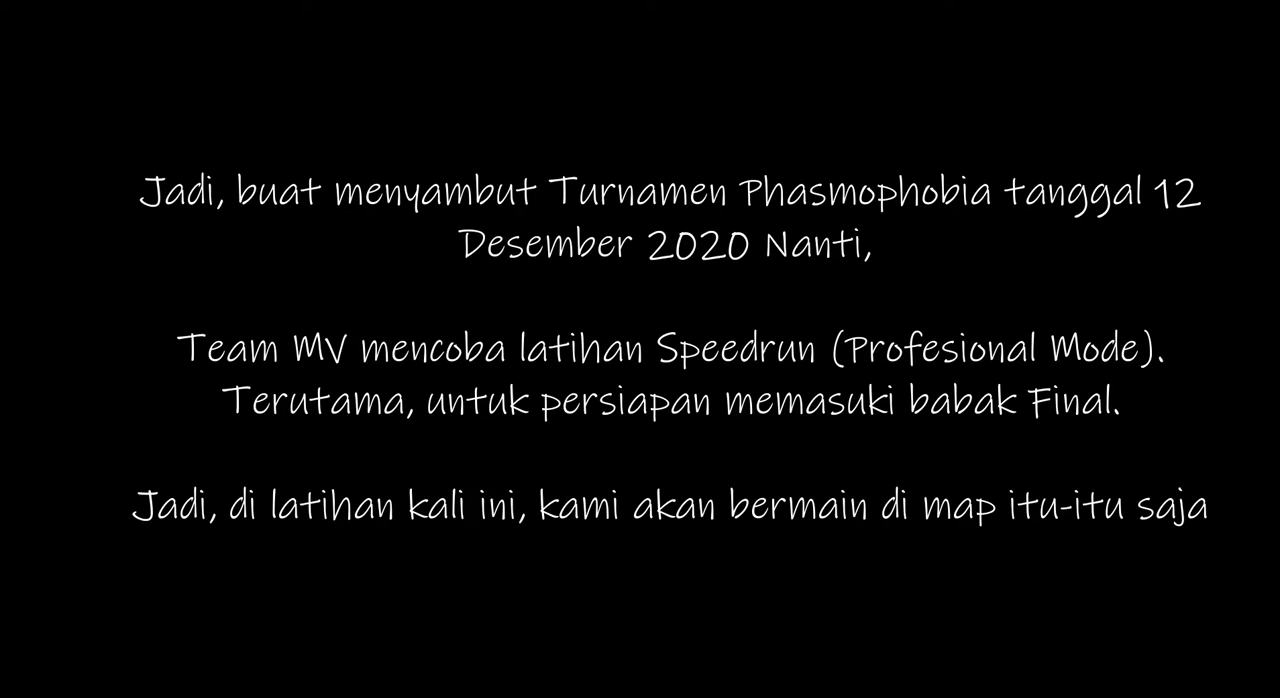 Jadi, buat menyambut Turnamen Phasmophobia tanggal 12
Desember 2020 Nanti,
Team MV mencoba latihan Speedrun (Profesional Mode).
Terutama, untuk persiapan memasuki babak Final.
Jadi, di latihan kali ini, kami akan bermain di map itu-itu saja